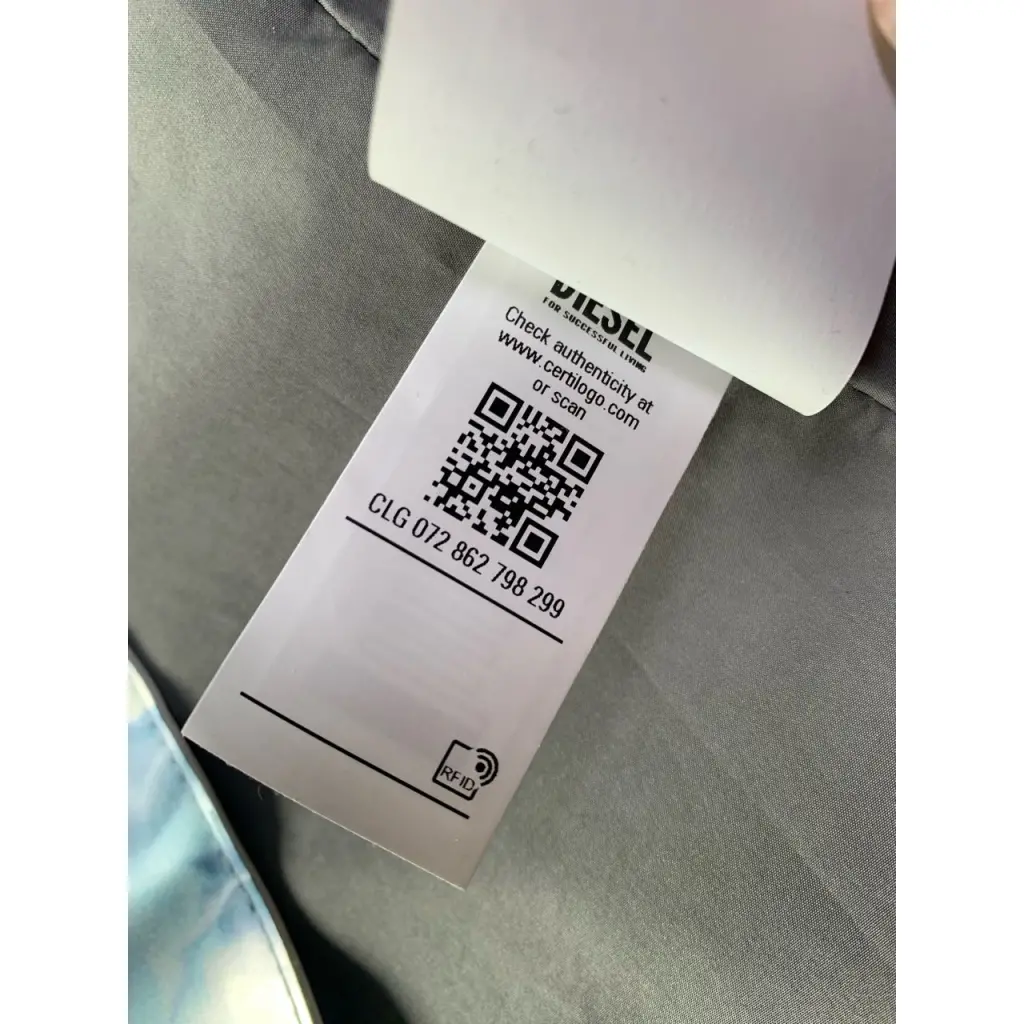 DIESEL
FOR SUCCESSFUL LIVING
Check authenticity at
www.certilogo.com
or scan
CLG 072 862 798 299
RFID